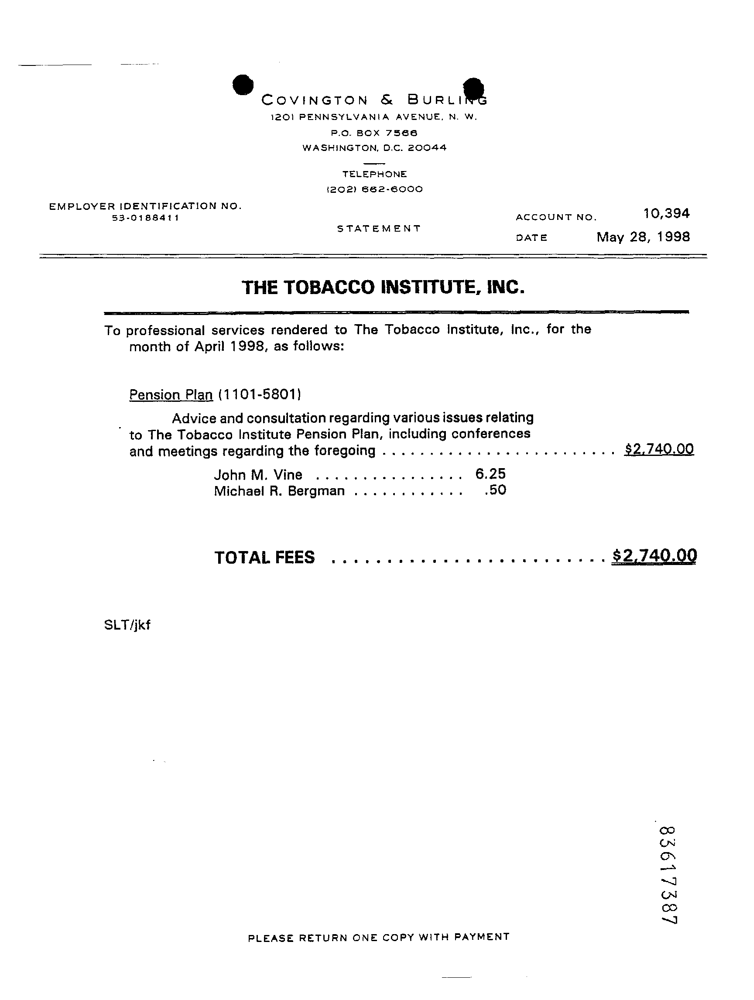 COVINGTON & BURLING
1201 PENNSYLVANIA AVENUE, N. W.
P.O. BOX 7566
WASHINGTON, D.C. 20044
TELEPHONE
(202) 662-6000
EMPLOYER IDENTIFICATION NO.
53-0188411
STATEMENT
ACCOUNT NO. 10,394
DATE May 28, 1998
THE TOBACCO INSTITUTE, INC.
To professional services rendered to The Tobacco Institute, Inc., for the
month of April 1998, as follows:
Pension Plan (1101-5801)
Advice and consultation regarding various issues relating
to The Tobacco Institute Pension Plan, including conferences
and meetings regarding the foregoing ......................... $2,740.00
John M. Vine ................ 6.25
Michael R. Bergman ............ .50
TOTAL FEES ......................... $2,740.00
SLT/jkf
83617387
PLEASE RETURN ONE COPY WITH PAYMENT